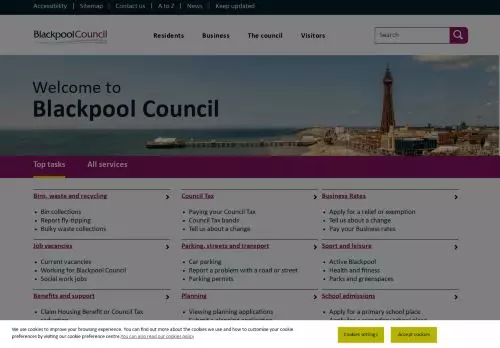 Accessibility | Sitemap | Contact us | A to Z | News | Keep updated
BlackpoolCouncil
Residents Business The council Visitors
Search
Welcome to
Blackpool Council
Top tasks All services
Bins, waste and recycling
Bin collections
Report fly-tipping
Bulky waste collections
Council Tax
Paying your Council Tax
Council Tax bands
Tell us about a change
Business Rates
Apply for a relief or exemption
Tell us about a change
Pay your Business rates
Job vacancies
Current vacancies
Working for Blackpool Council
Social work jobs
Parking, streets and transport
Car parking
Report a problem with a road or street
Parking permits
Sport and leisure
Active Blackpool
Health and fitness
Parks and greenspaces
Benefits and support
Claim Housing Benefit or Council Tax
Planning
Viewing planning applications
Submit a planning application
School admissions
Apply for a primary school place
We use cookies to improve your browsing experience. You can find out more about the cookies we use and how to customise your cookie
preferences by visiting our cookie preference centre.You can also read our cookies policy
Cookies settings
Accept cookies